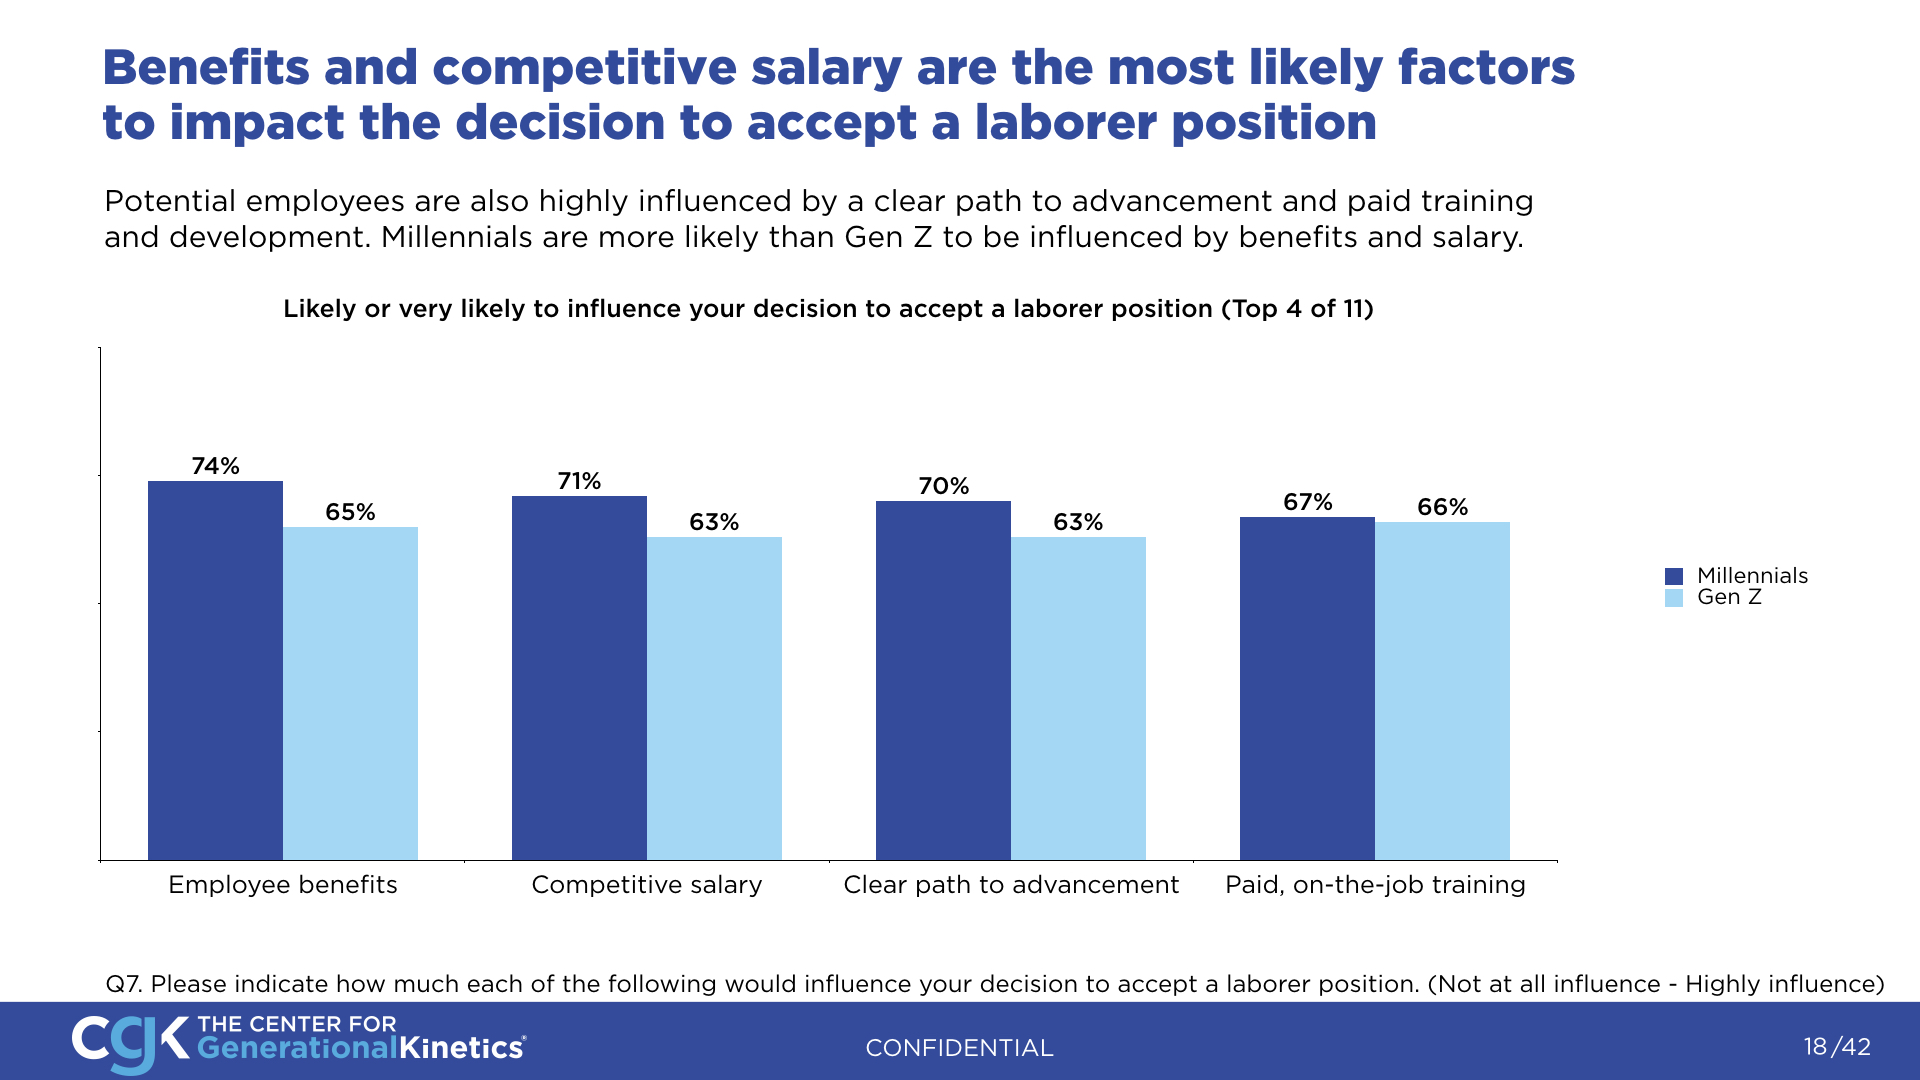 Benefits and competitive salary are the most likely factors
to impact the decision to accept a laborer position
Potential employees are also highly influenced by a clear path to advancement and paid training
and development. Millennials are more likely than Gen Z to be influenced by benefits and salary.
Likely or very likely to influence your decision to accept a laborer position (Top 4 of 11)
74%
65%
71%
63%
70%
63%
67%
66%
Millennials
Gen Z
Employee benefits
Competitive salary
Clear path to advancement
Paid, on-the-job training
Q7. Please indicate how much each of the following would influence your decision to accept a laborer position. (Not at all influence - Highly influence)
cgk
THE CENTER FOR
GenerationalKinetics®
CONFIDENTIAL
18/42